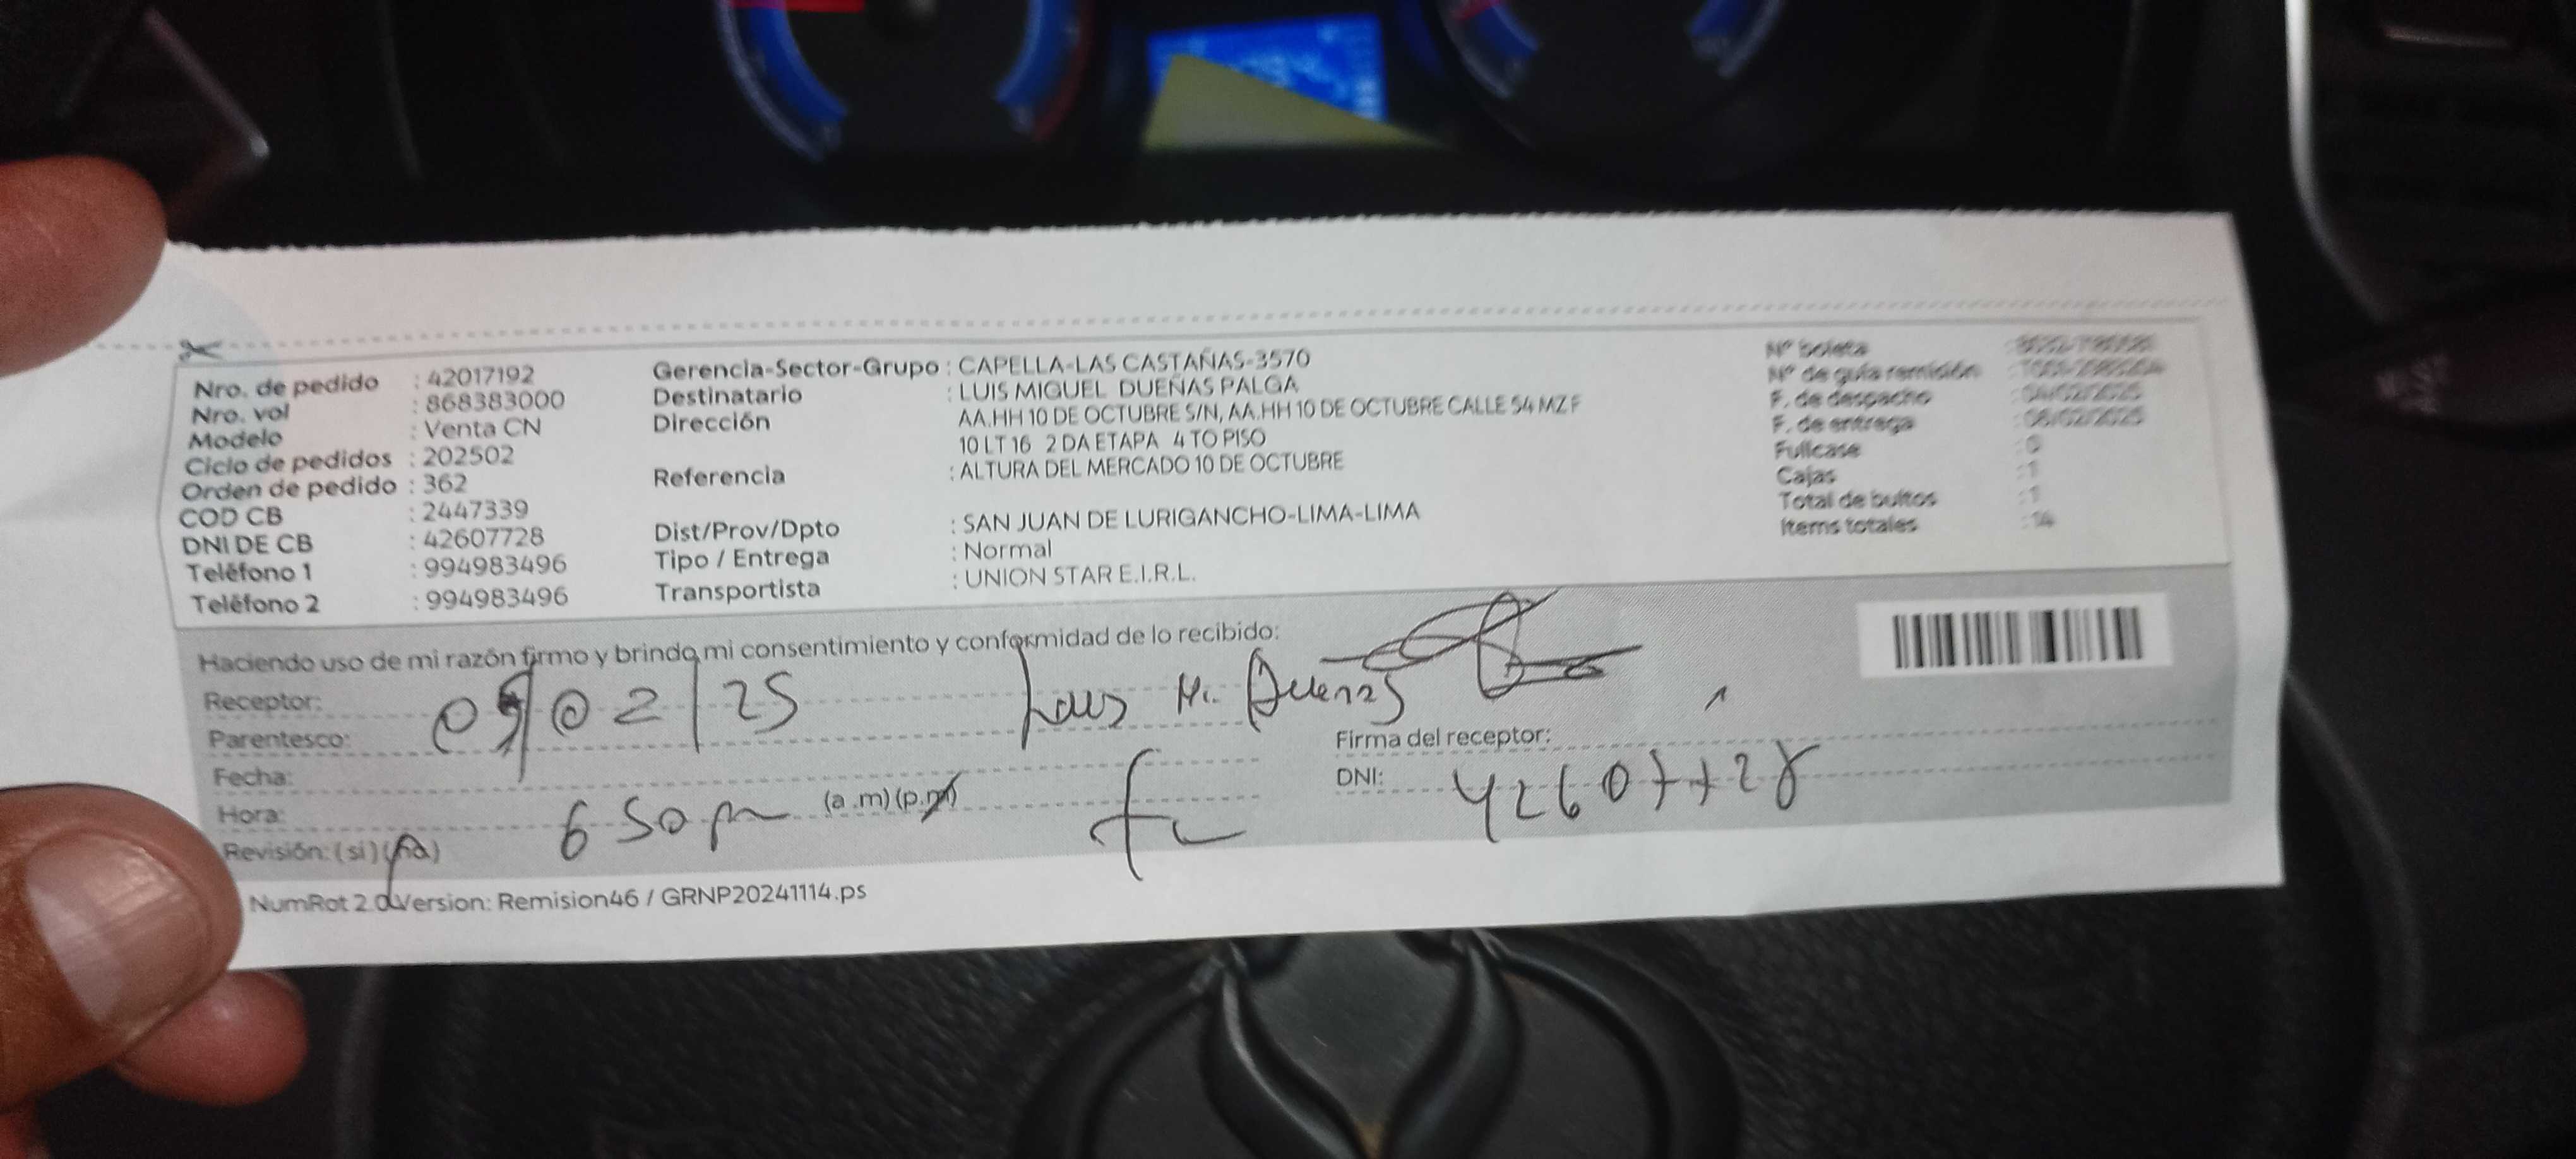 Nro. de pedido : 42017192
Nro. vol : 868383000
Modelo : Venta CN
Ciclo de pedidos : 202502
Orden de pedido : 362
COD CB : 2447339
DNI DE CB : 42607728
Teléfono 1 : 994983496
Teléfono 2 : 994983496
Gerencia-Sector-Grupo : CAPELLA-LAS CASTAÑAS-3570
Destinatario : LUIS MIGUEL DUEÑAS PALGA
Dirección AA.HH 10 DE OCTUBRE S/N, AA.HH 10 DE OCTUBRE CALLE 54 MZ F
10 LT 16 2 DA ETAPA 4 TO PISO
Referencia : ALTURA DEL MERCADO 10 DE OCTUBRE
Dist/Prov/Dpto : SAN JUAN DE LURIGANCHO-LIMA-LIMA
Tipo / Entrega : Normal
Transportista : UNION STAR E.I.R.L.
Nº boleta
Nº de guía remisión
F. de despacho
F. de entrega
Fullcase : 0
Cajas : 1
Total de bultos : 1
Items totales : 14
Haciendo uso de mi razón firmo y brindo mi consentimiento y conformidad de lo recibido:
Receptor: Luis M. Duenas
Parentesco: 02/25
Firma del receptor:
Fecha:
DNI: 42607728
Hora: 6 50 pm (a.m) (p.m)
Revisión: (si) (no)
NumRot 2.0 Version: Remision46 / GRNP20241114.ps